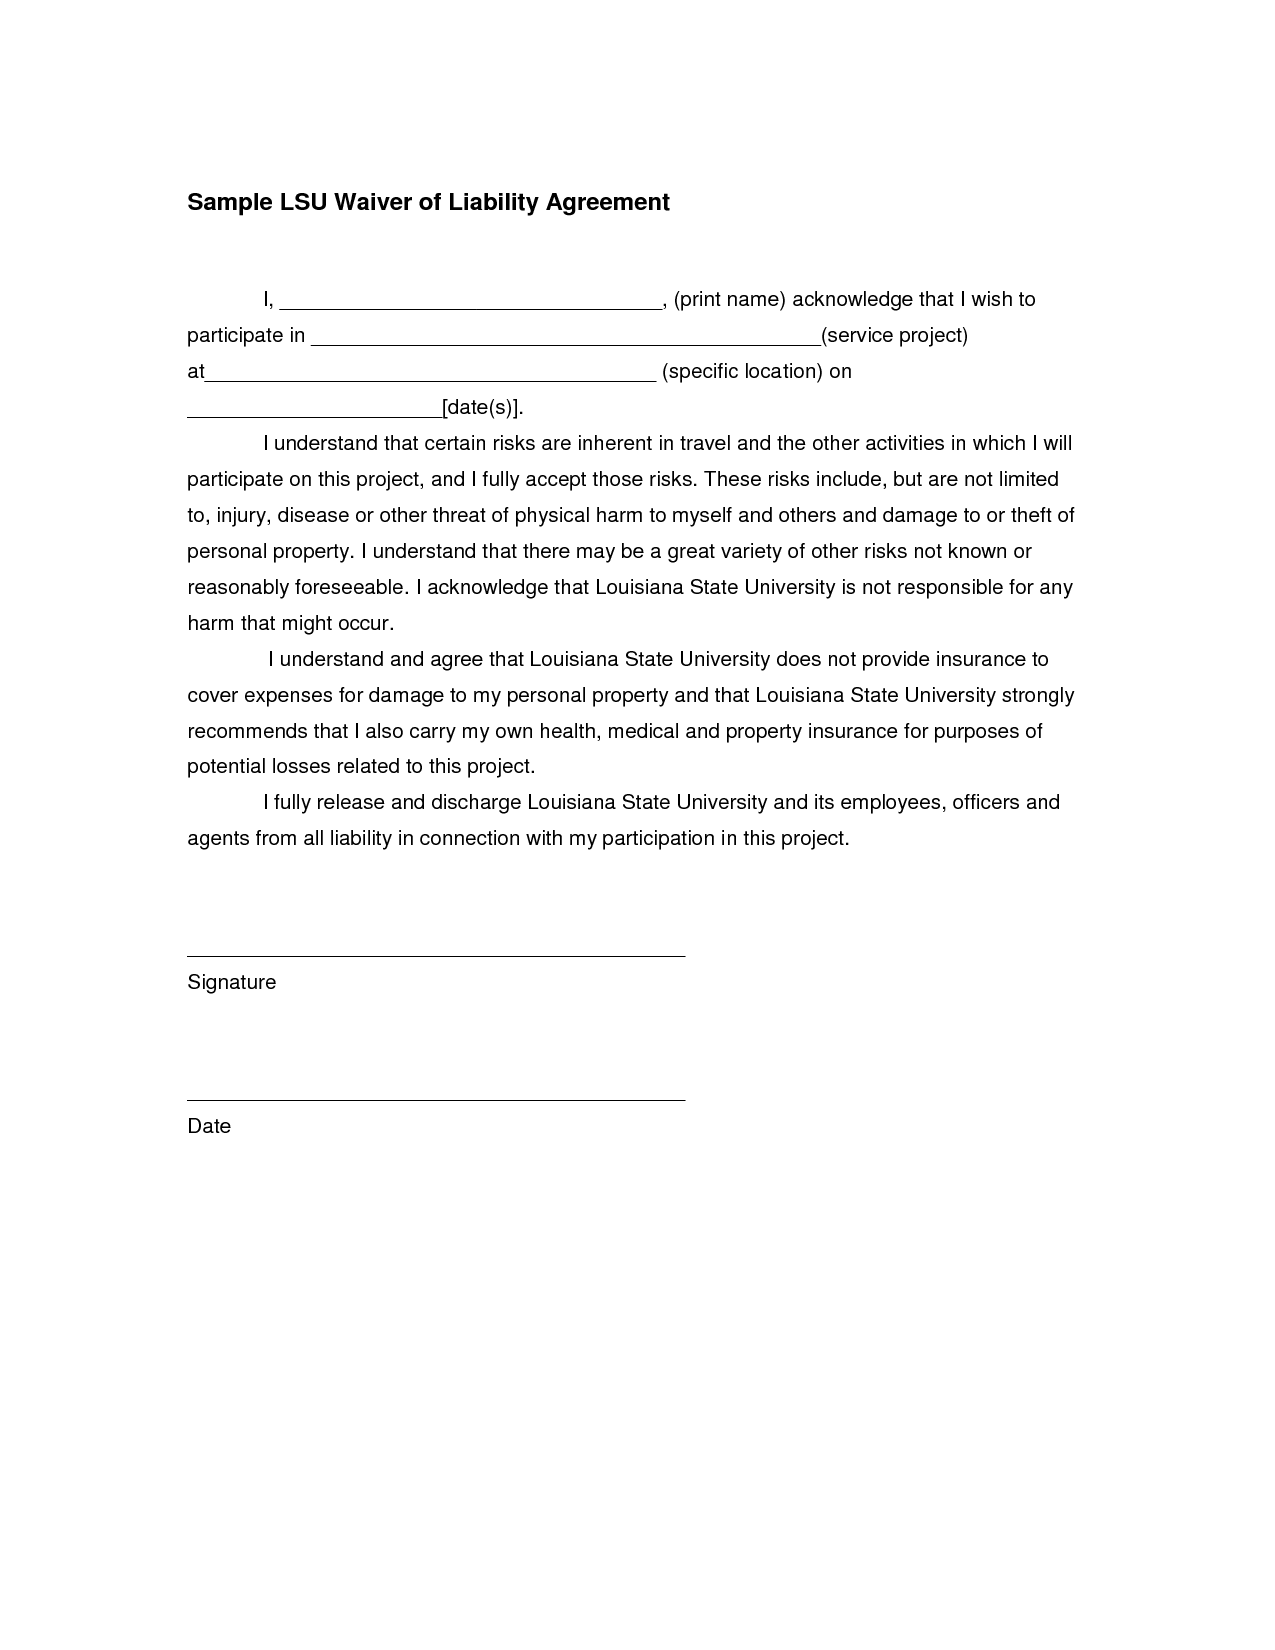 Sample LSU Waiver of Liability Agreement
I, __________________________________, (print name) acknowledge that I wish to
participate in ______________________________________________(service project)
at________________________________________ (specific location) on
_______________________[date(s)].
I understand that certain risks are inherent in travel and the other activities in which I will
participate on this project, and I fully accept those risks. These risks include, but are not limited
to, injury, disease or other threat of physical harm to myself and others and damage to or theft of
personal property. I understand that there may be a great variety of other risks not known or
reasonably foreseeable. I acknowledge that Louisiana State University is not responsible for any
harm that might occur.
I understand and agree that Louisiana State University does not provide insurance to
cover expenses for damage to my personal property and that Louisiana State University strongly
recommends that I also carry my own health, medical and property insurance for purposes of
potential losses related to this project.
I fully release and discharge Louisiana State University and its employees, officers and
agents from all liability in connection with my participation in this project.
_____________________________________________
Signature
_____________________________________________
Date